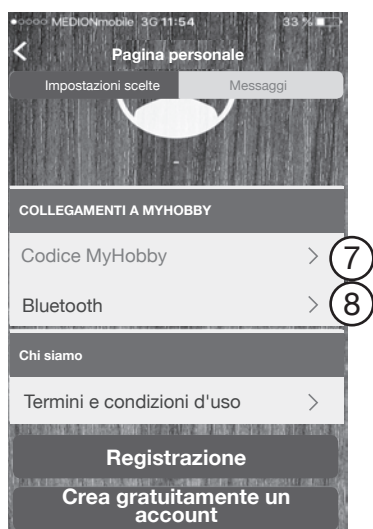 MEDIONmobile 3G 11:54 33 %
Pagina personale
Impostazioni scelte Messaggi
-
COLLEGAMENTI A MYHOBBY
Codice MyHobby 7
Bluetooth 8
Chi siamo
Termini e condizioni d'uso
Registrazione
Crea gratuitamente un
account